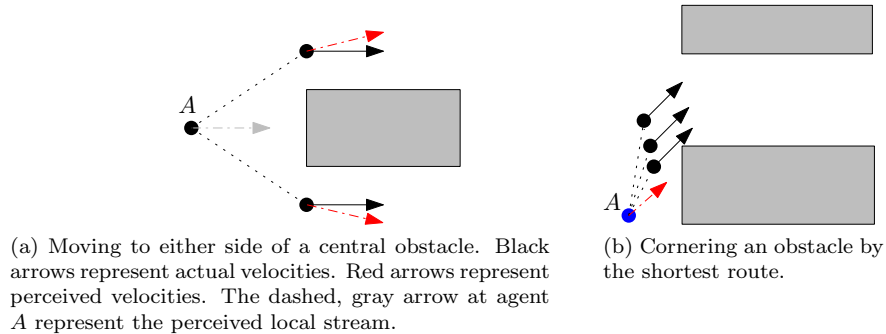 A
A
(a) Moving to either side of a central obstacle. Black
arrows represent actual velocities. Red arrows represent
perceived velocities. The dashed, gray arrow at agent
A represent the perceived local stream.
(b) Cornering an obstacle by
the shortest route.